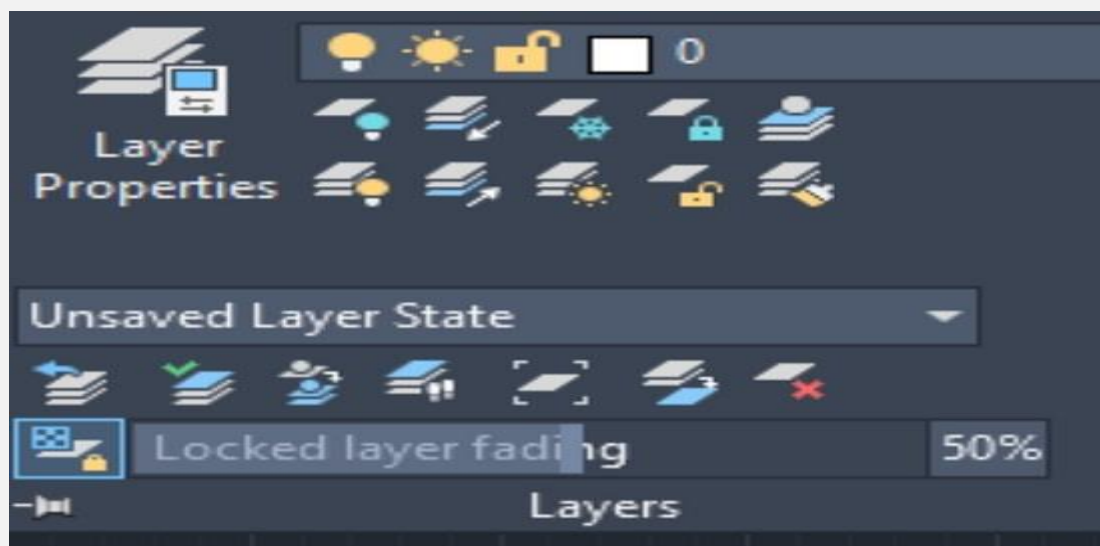 0
Layer
Properties
Unsaved Layer State
Locked layer fading
50%
Layers